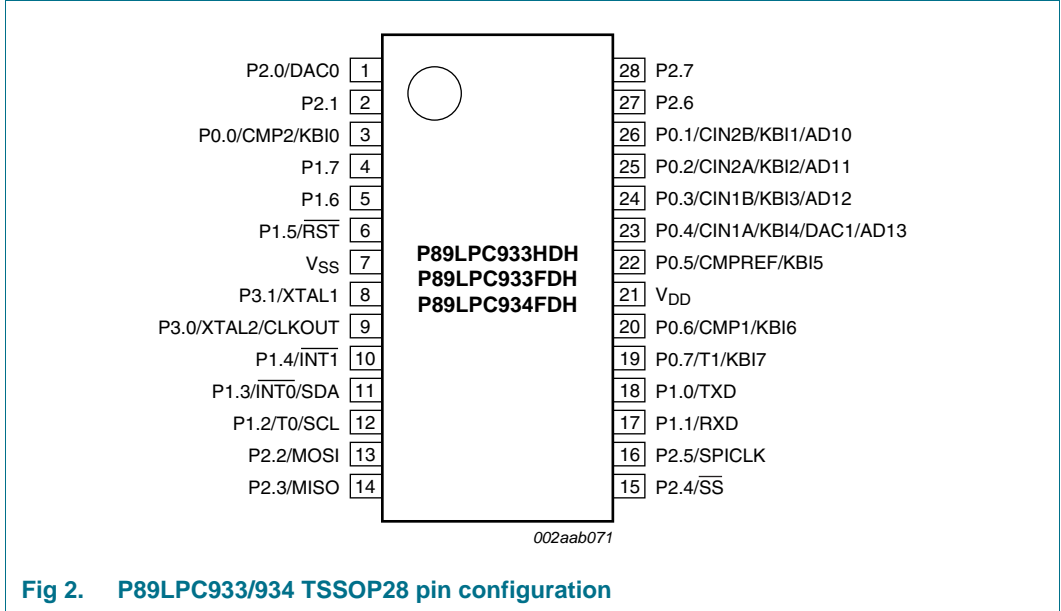 P2.0/DAC0 1
P2.1 2
P0.0/CMP2/KBI0 3
P1.7 4
P1.6 5
P1.5/R̅S̅T̅ 6
VSS 7
P3.1/XTAL1 8
P3.0/XTAL2/CLKOUT 9
P1.4/I̅N̅T̅1̅ 10
P1.3/I̅N̅T̅0̅/SDA 11
P1.2/T0/SCL 12
P2.2/MOSI 13
P2.3/MISO 14
P89LPC933HDH
P89LPC933FDH
P89LPC934FDH
28 P2.7
27 P2.6
26 P0.1/CIN2B/KBI1/AD10
25 P0.2/CIN2A/KBI2/AD11
24 P0.3/CIN1B/KBI3/AD12
23 P0.4/CIN1A/KBI4/DAC1/AD13
22 P0.5/CMPREF/KBI5
21 VDD
20 P0.6/CMP1/KBI6
19 P0.7/T1/KBI7
18 P1.0/TXD
17 P1.1/RXD
16 P2.5/SPICLK
15 P2.4/S̅S̅
002aab071
Fig 2. P89LPC933/934 TSSOP28 pin configuration